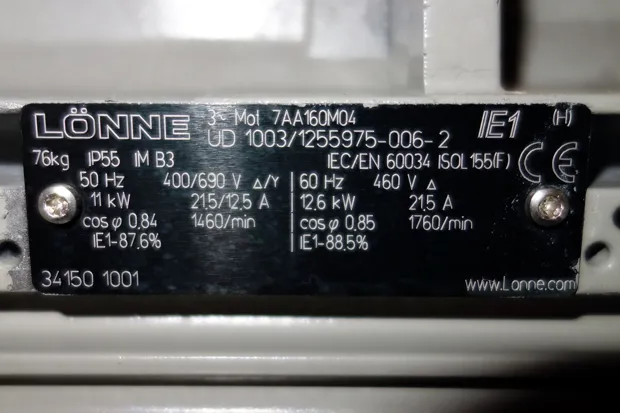 LÖNNE 3~ Mot 7AA160M04 IE1 (H)
UD 1003/1255975-006-2
76kg IP55 IM B3 IEC/EN 60034 ISOL155(F) CE
50 Hz 400/690 V Δ/Y 60 Hz 460 V Δ
11 kW 21.5/12.5 A 12.6 kW 21.5 A
cos φ 0,84 1460/min cos φ 0,85 1760/min
IE1-87.6% IE1-88.5%
34150 1001 www.Lonne.com